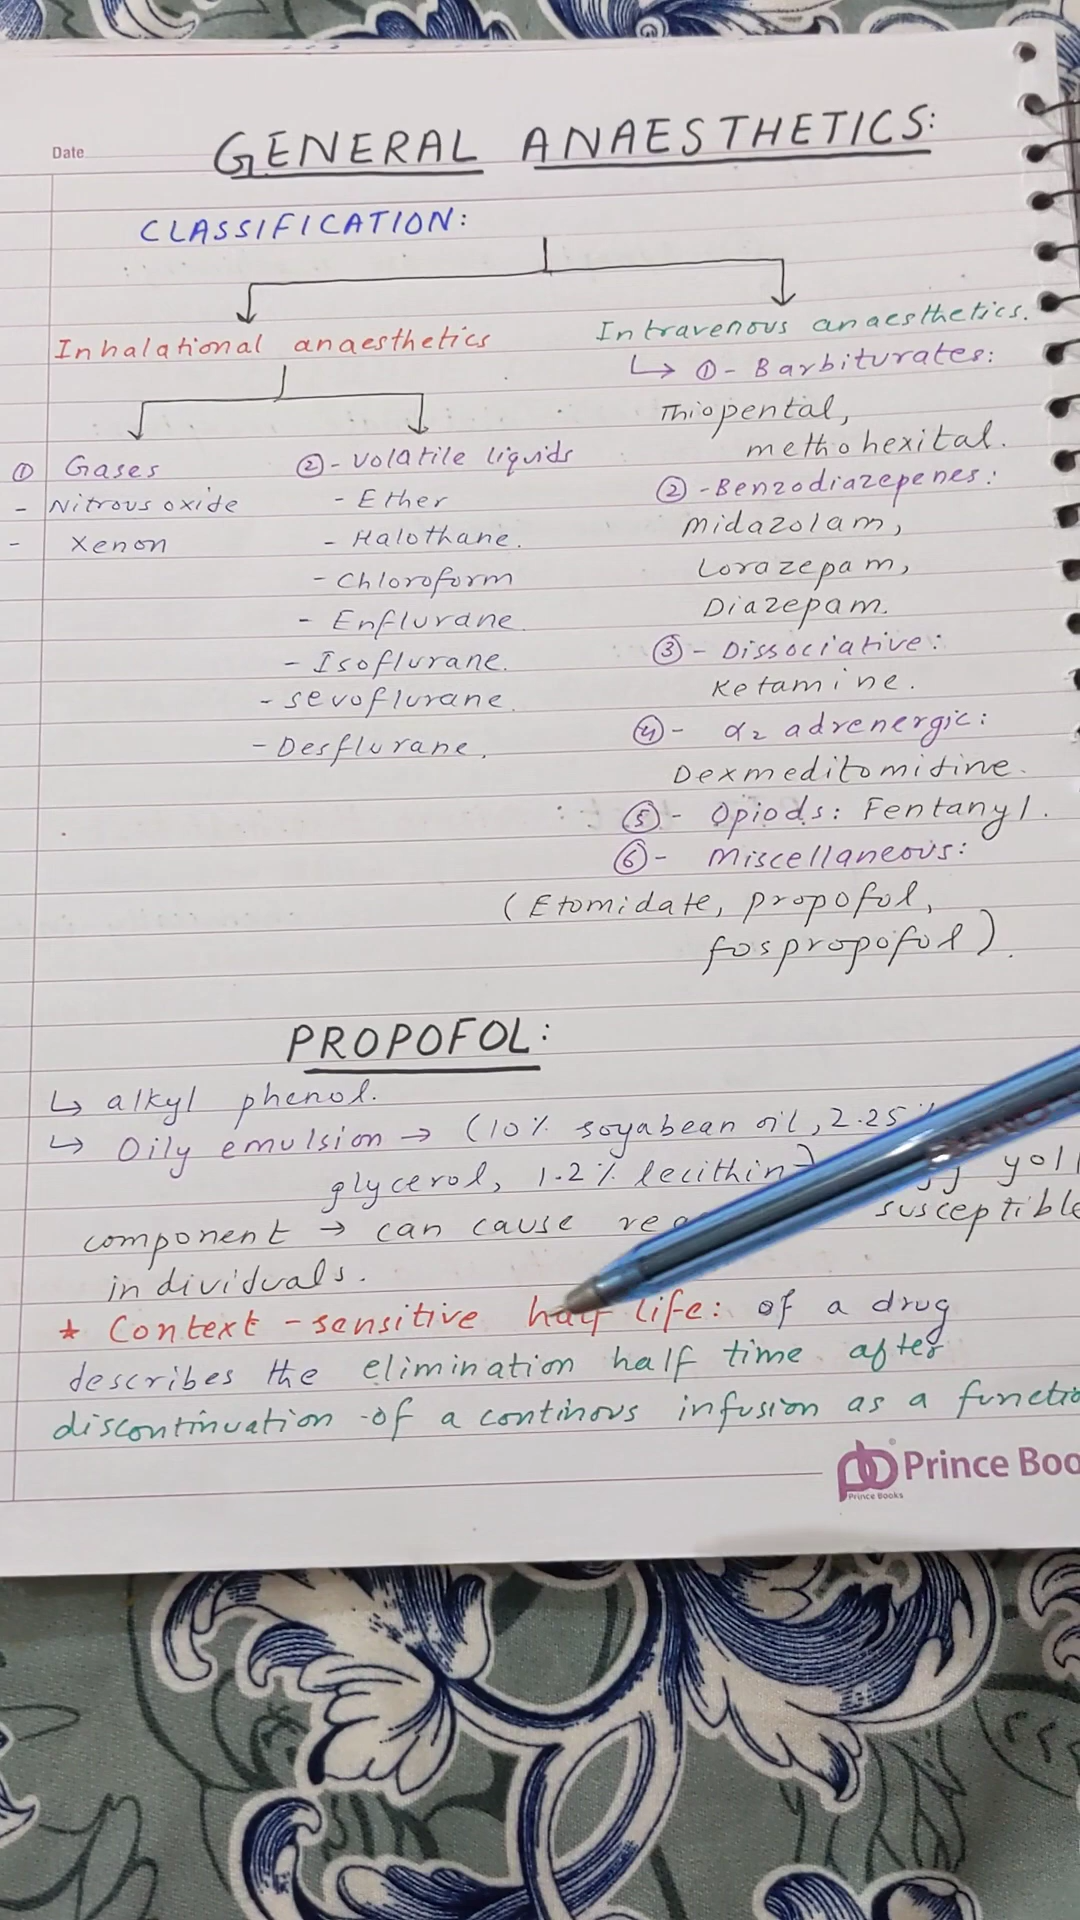 Date
GENERAL ANAESTHETICS:
CLASSIFICATION:
Inhalational anaesthetics
① Gases
- Nitrous oxide
- Xenon
②- Volatile liquids
- Ether
- Halothane.
- Chloroform
- Enflurane
- Isoflurane.
- sevoflurane.
- Desflurane.
Intravenous anaesthetics.
↳ ①- Barbiturates:
Thiopental,
methohexital.
②-Benzodiazepenes:
Midazolam,
Lorazepam,
Diazepam.
③- Dissociative:
Ketamine.
④- α₂ adrenergic:
Dexmeditomitine.
⑤- Opiods: Fentanyl.
⑥- Miscellaneous:
(Etomidate, propofol,
fospropofol).
PROPOFOL:
↳ alkyl phenol.
↳ Oily emulsion → (10% soyabean oil, 2.25%
glycerol, 1.2% lecithin)
component → can cause susceptible
individuals.
* Context-sensitive half life: of a drug
describes the elimination half time after
discontinuation of a continous infusion as a
Prince Boo
Prince Books